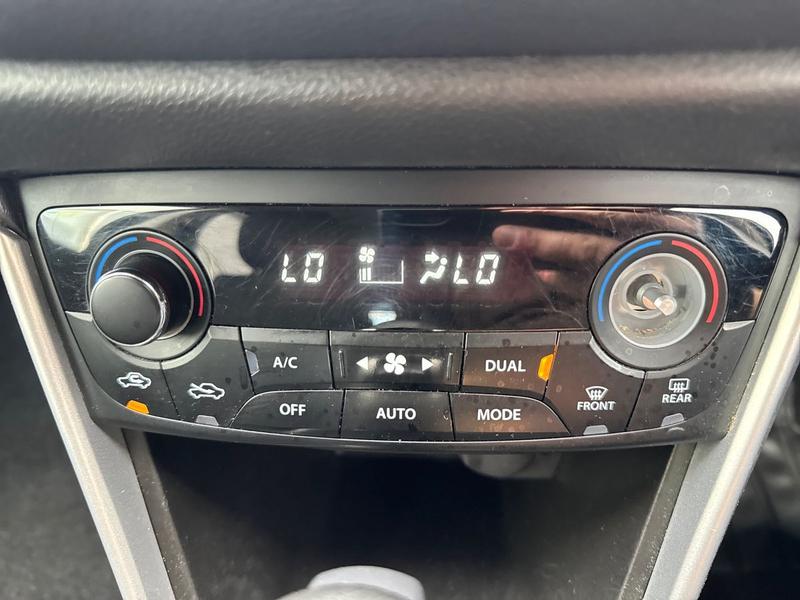 LO LO
A/C
DUAL
OFF
AUTO
MODE
FRONT
REAR